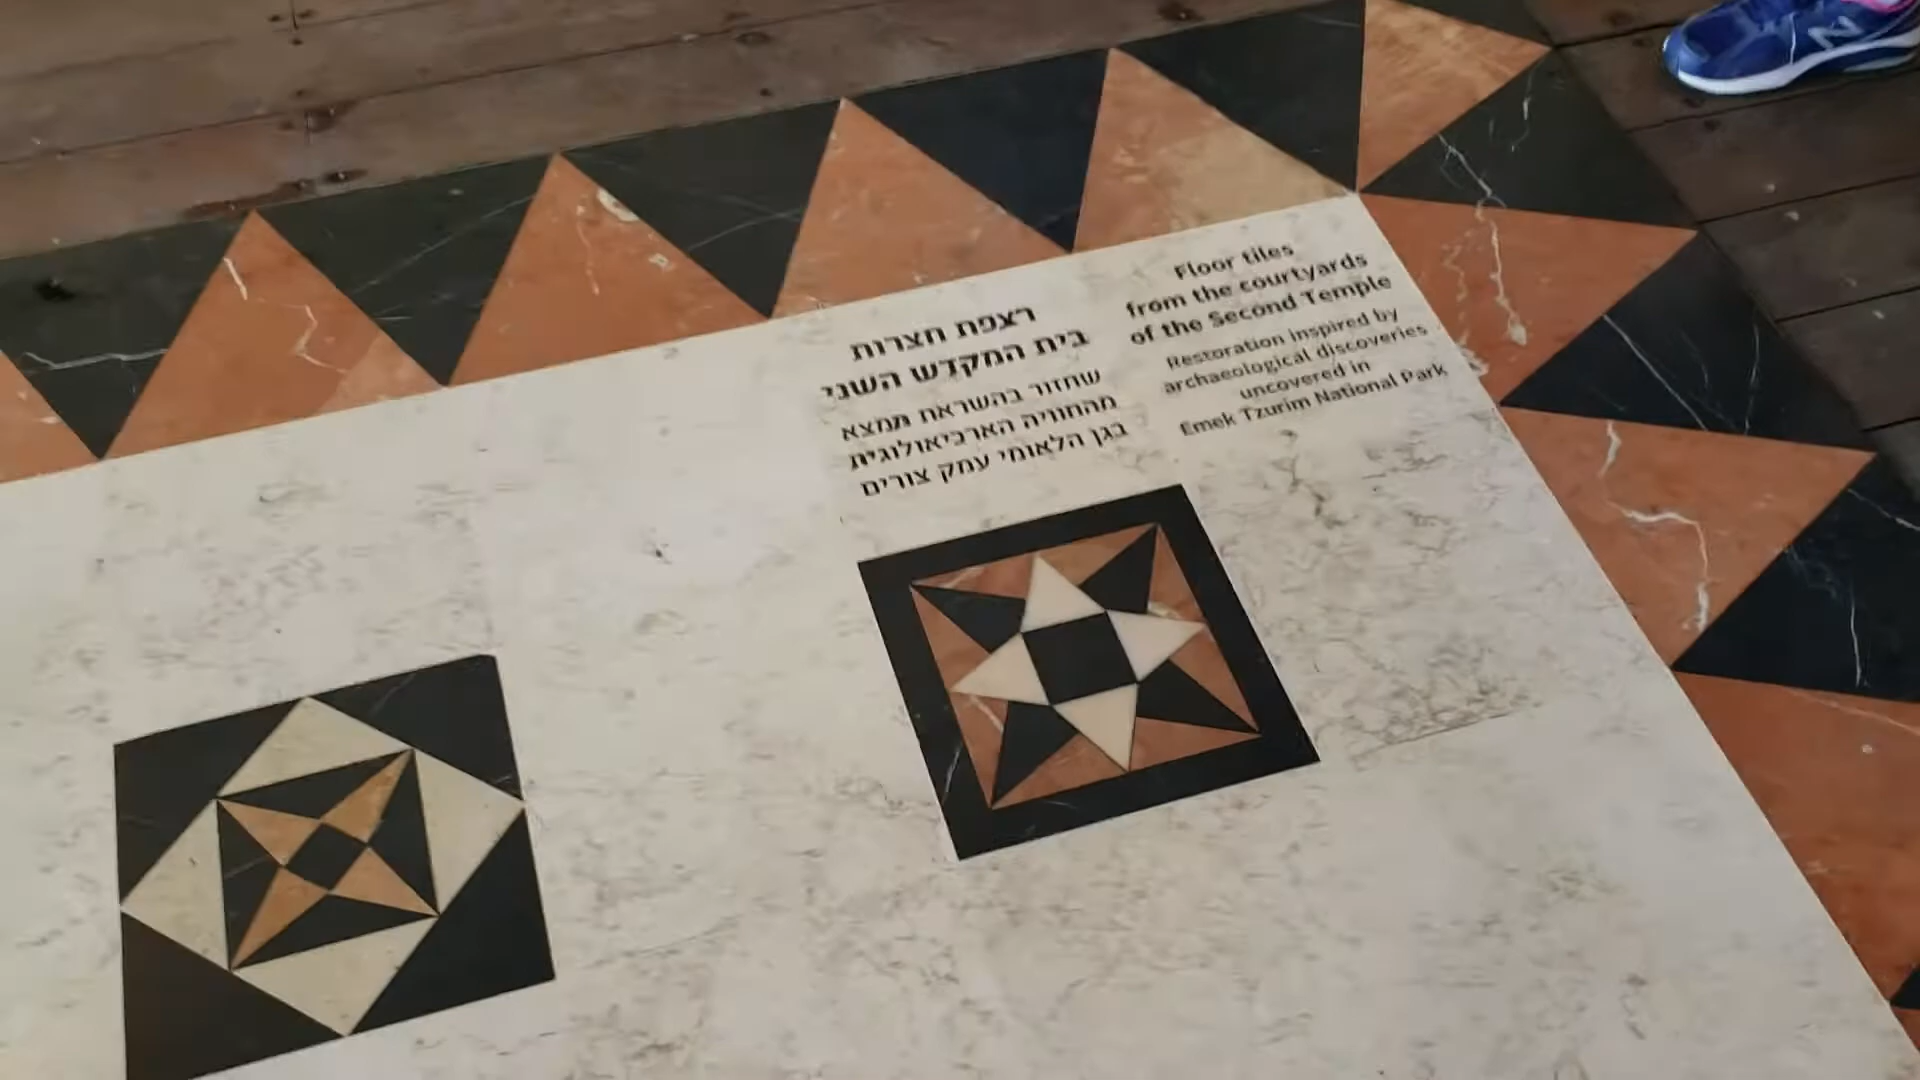 רצפת חצרות
בית המקדש השני
שחזור בהשראת ממצא
מהחוויה הארכיאולוגית
בגן הלאומי עמק צורים
Floor tiles
from the courtyards
of the Second Temple
Restoration inspired by
archaeological discoveries
uncovered in
Emek Tzurim National Park
N